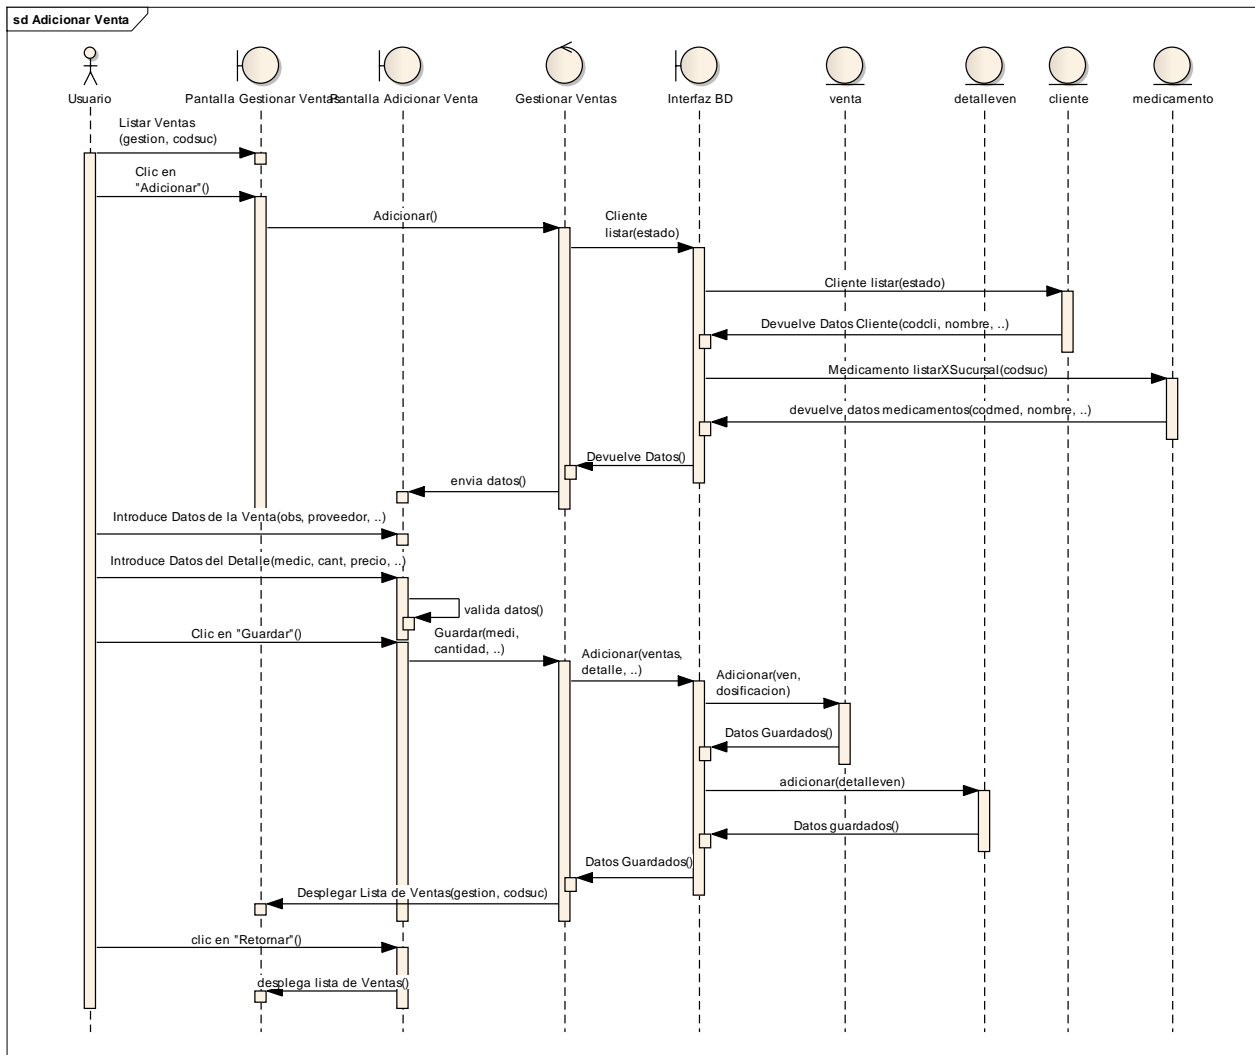 sd Adicionar Venta
Usuario
Pantalla Gestionar Ventas
Pantalla Adicionar Venta
Gestionar Ventas
Interfaz BD
venta
detalleven
cliente
medicamento
Listar Ventas
(gestion, codsuc)
Clic en
"Adicionar"()
Adicionar()
Cliente
listar(estado)
Cliente listar(estado)
Devuelve Datos Cliente(codcli, nombre, ..)
Medicamento listarXSucursal(codsuc)
devuelve datos medicamentos(codmed, nombre, ..)
Devuelve Datos()
envia datos()
Introduce Datos de la Venta(obs, proveedor, ..)
Introduce Datos del Detalle(medic, cant, precio, ..)
valida datos()
Clic en "Guardar"()
Guardar(medi,
cantidad, ..)
Adicionar(ventas,
detalle, ..)
Adicionar(ven,
dosificacion)
Datos Guardados()
adicionar(detalleven)
Datos guardados()
Datos Guardados()
Desplegar Lista de Ventas(gestion, codsuc)
clic en "Retornar"()
desplega lista de Ventas()